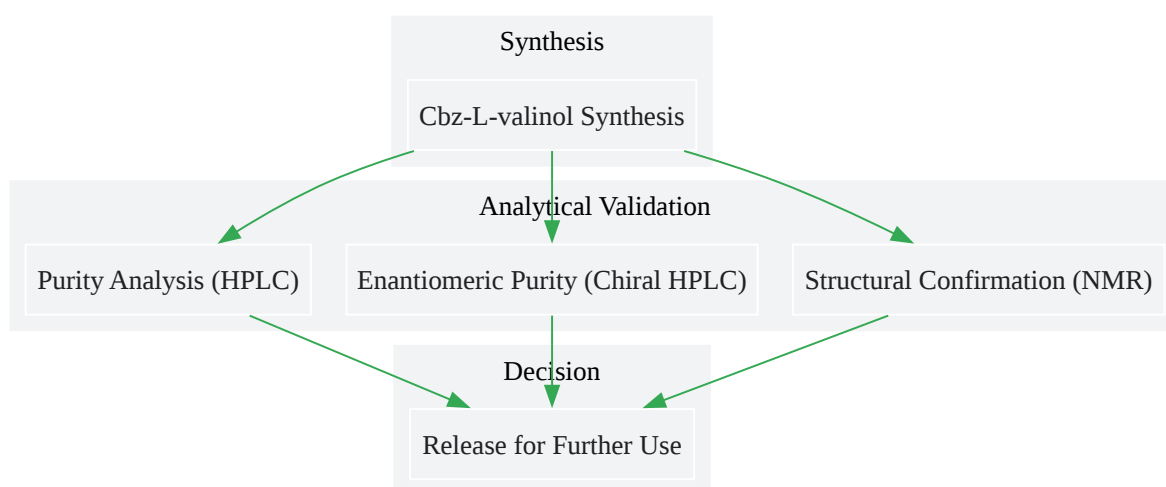 Synthesis
Cbz-L-valinol Synthesis
Analytical Validation
Purity Analysis (HPLC)
Enantiomeric Purity (Chiral HPLC)
Structural Confirmation (NMR)
Decision
Release for Further Use